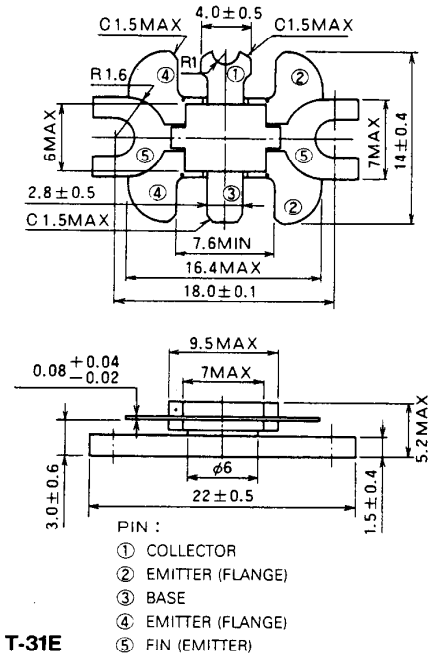 C1.5MAX
4.0±0.5
C1.5MAX
R1
①
④
②
R1.6
6MAX
⑤
⑤
7MAX
14±0.4
2.8±0.5
④
③
②
C1.5MAX
7.6MIN
16.4MAX
18.0±0.1
9.5MAX
0.08 +0.04 −0.02
7MAX
5.2MAX
φ6
3.0±0.6
22±0.5
1.5±0.4
PIN :
① COLLECTOR
② EMITTER (FLANGE)
③ BASE
④ EMITTER (FLANGE)
T-31E ⑤ FIN (EMITTER)